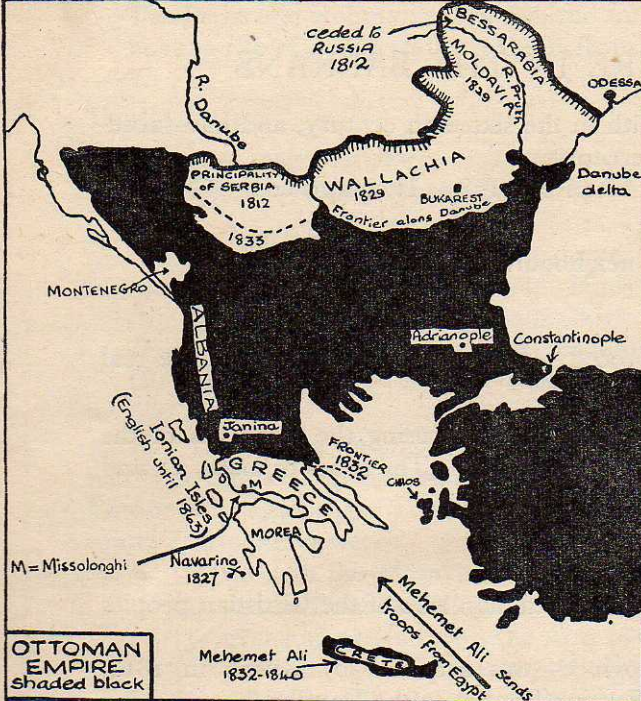 ceded to
RUSSIA
1812
BESSARABIA
MOLDAVIA
1829
R. Pruth
ODESSA
R. Danube
PRINCIPALITY
OF SERBIA
1812
1833
WALLACHIA
1829
BUKAREST
Frontier along Danube
Danube
delta
MONTENEGRO
ALBANIA
Adrianople
Constantinople
Janina
Ionian Isles
(English until 1863)
GREECE
M
FRONTIER
1832
CHIOS
MOREA
M = Missolonghi
Navarino
1827
Mehemet Ali sends
troops from Egypt
Mehemet Ali
1832-1840
CRETE
OTTOMAN
EMPIRE
shaded black